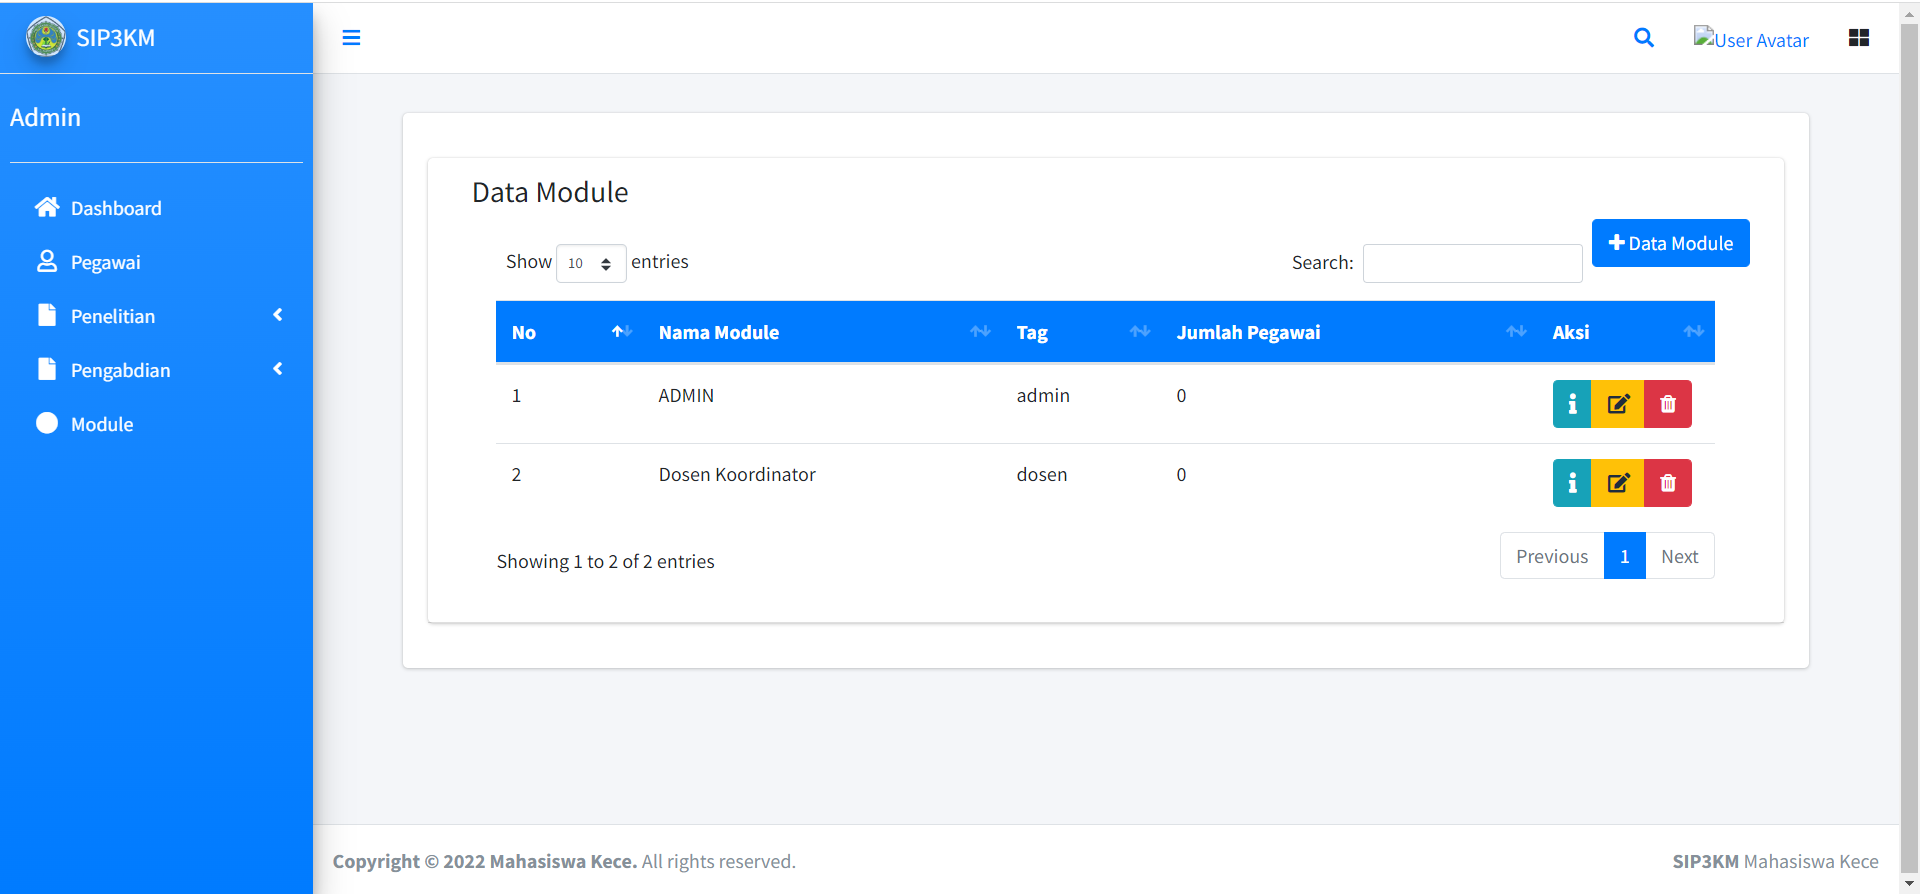 SIP3KM
User Avatar
Admin
Dashboard
Pegawai
Penelitian
Pengabdian
Module
Data Module
Data Module
Show 10 entries
Search:
No Nama Module Tag Jumlah Pegawai Aksi
1 ADMIN admin 0
2 Dosen Koordinator dosen 0
Showing 1 to 2 of 2 entries
Previous 1 Next
Copyright © 2022 Mahasiswa Kece. All rights reserved.
SIP3KM Mahasiswa Kece